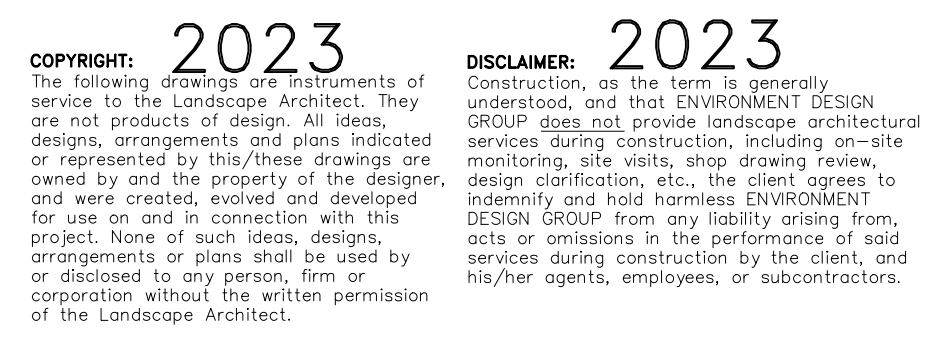 COPYRIGHT: 2023
The following drawings are instruments of
service to the Landscape Architect. They
are not products of design. All ideas,
designs, arrangements and plans indicated
or represented by this/these drawings are
owned by and the property of the designer,
and were created, evolved and developed
for use on and in connection with this
project. None of such ideas, designs,
arrangements or plans shall be used by
or disclosed to any person, firm or
corporation without the written permission
of the Landscape Architect.
DISCLAIMER: 2023
Construction, as the term is generally
understood, and that ENVIRONMENT DESIGN
GROUP does not provide landscape architectural
services during construction, including on-site
monitoring, site visits, shop drawing review,
design clarification, etc., the client agrees to
indemnify and hold harmless ENVIRONMENT
DESIGN GROUP from any liability arising from,
acts or omissions in the performance of said
services during construction by the client, and
his/her agents, employees, or subcontractors.